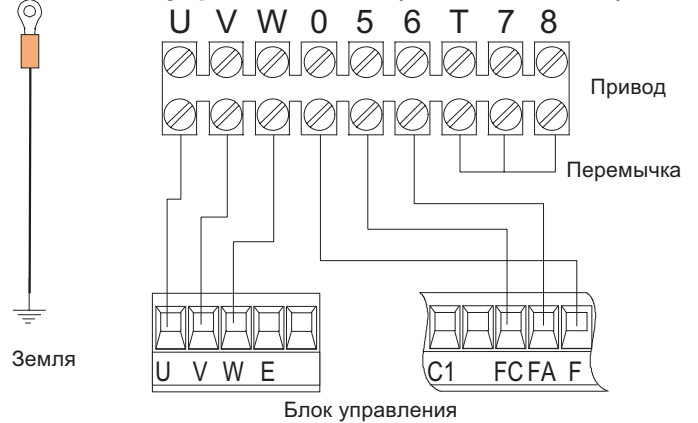 U V W 0 5 6 T 7 8
Привод
Перемычка
Земля
U V W E
C1 FC FA F
Блок управления